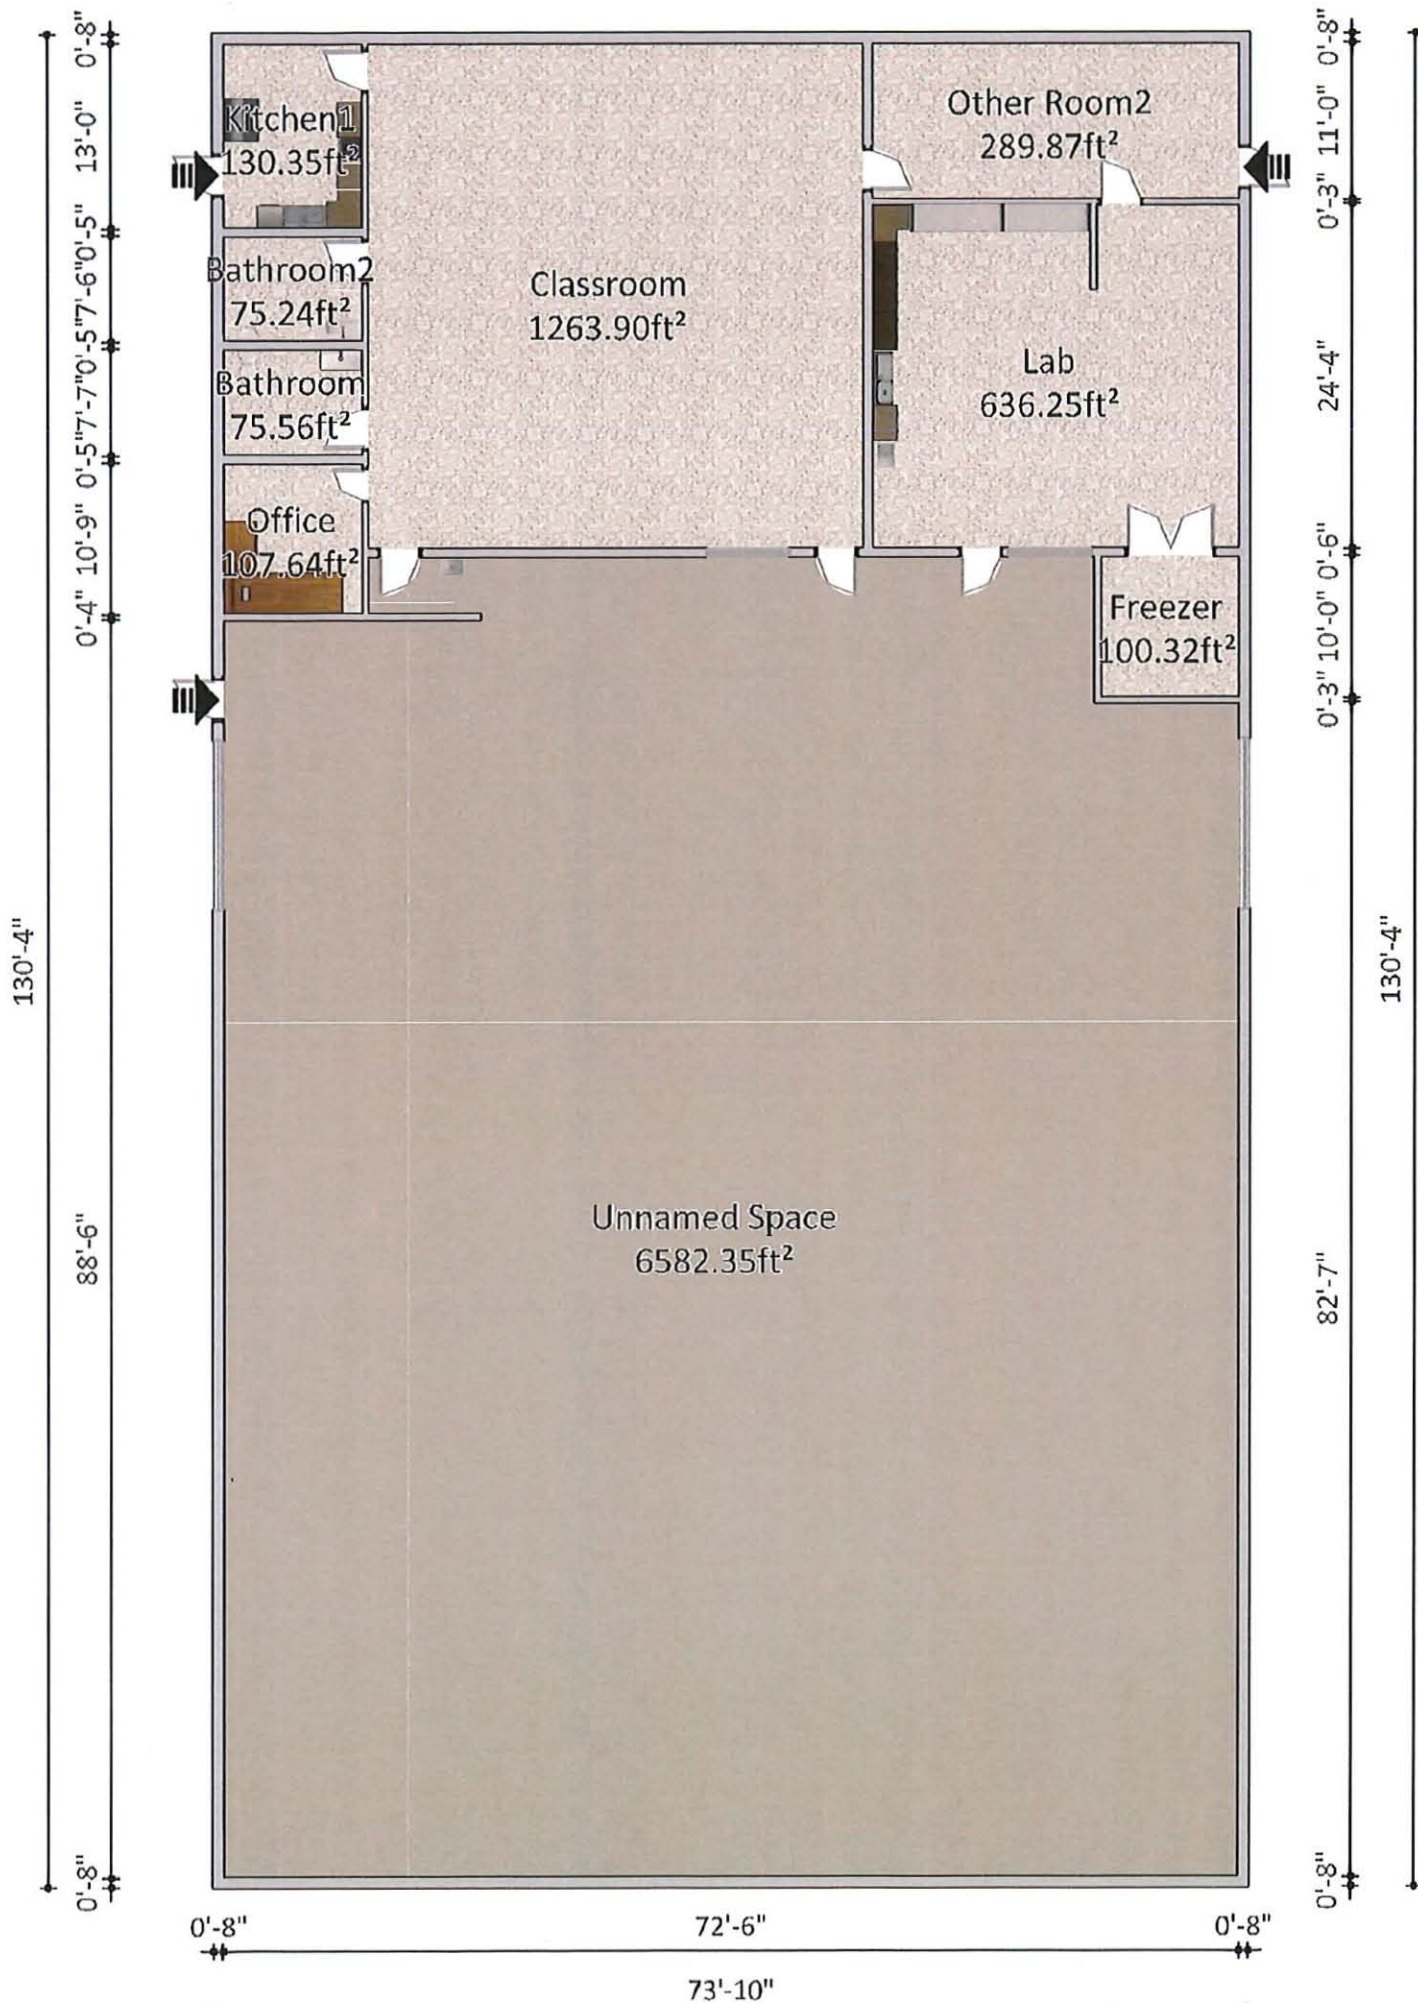 Kitchen1
130.35ft²
Bathroom2
75.24ft²
Bathroom
75.56ft²
Office
107.64ft²
Classroom
1263.90ft²
Other Room2
289.87ft²
Lab
636.25ft²
Freezer
100.32ft²
Unnamed Space
6582.35ft²
130'-4"
0'-8"
13'-0"
0'-5"
7'-6"
0'-5"
7'-7"
0'-5"
10'-9"
0'-4"
88'-6"
0'-8"
0'-8"
11'-0"
0'-3"
24'-4"
0'-6"
10'-0"
0'-3"
82'-7"
0'-8"
130'-4"
0'-8"
72'-6"
0'-8"
73'-10"